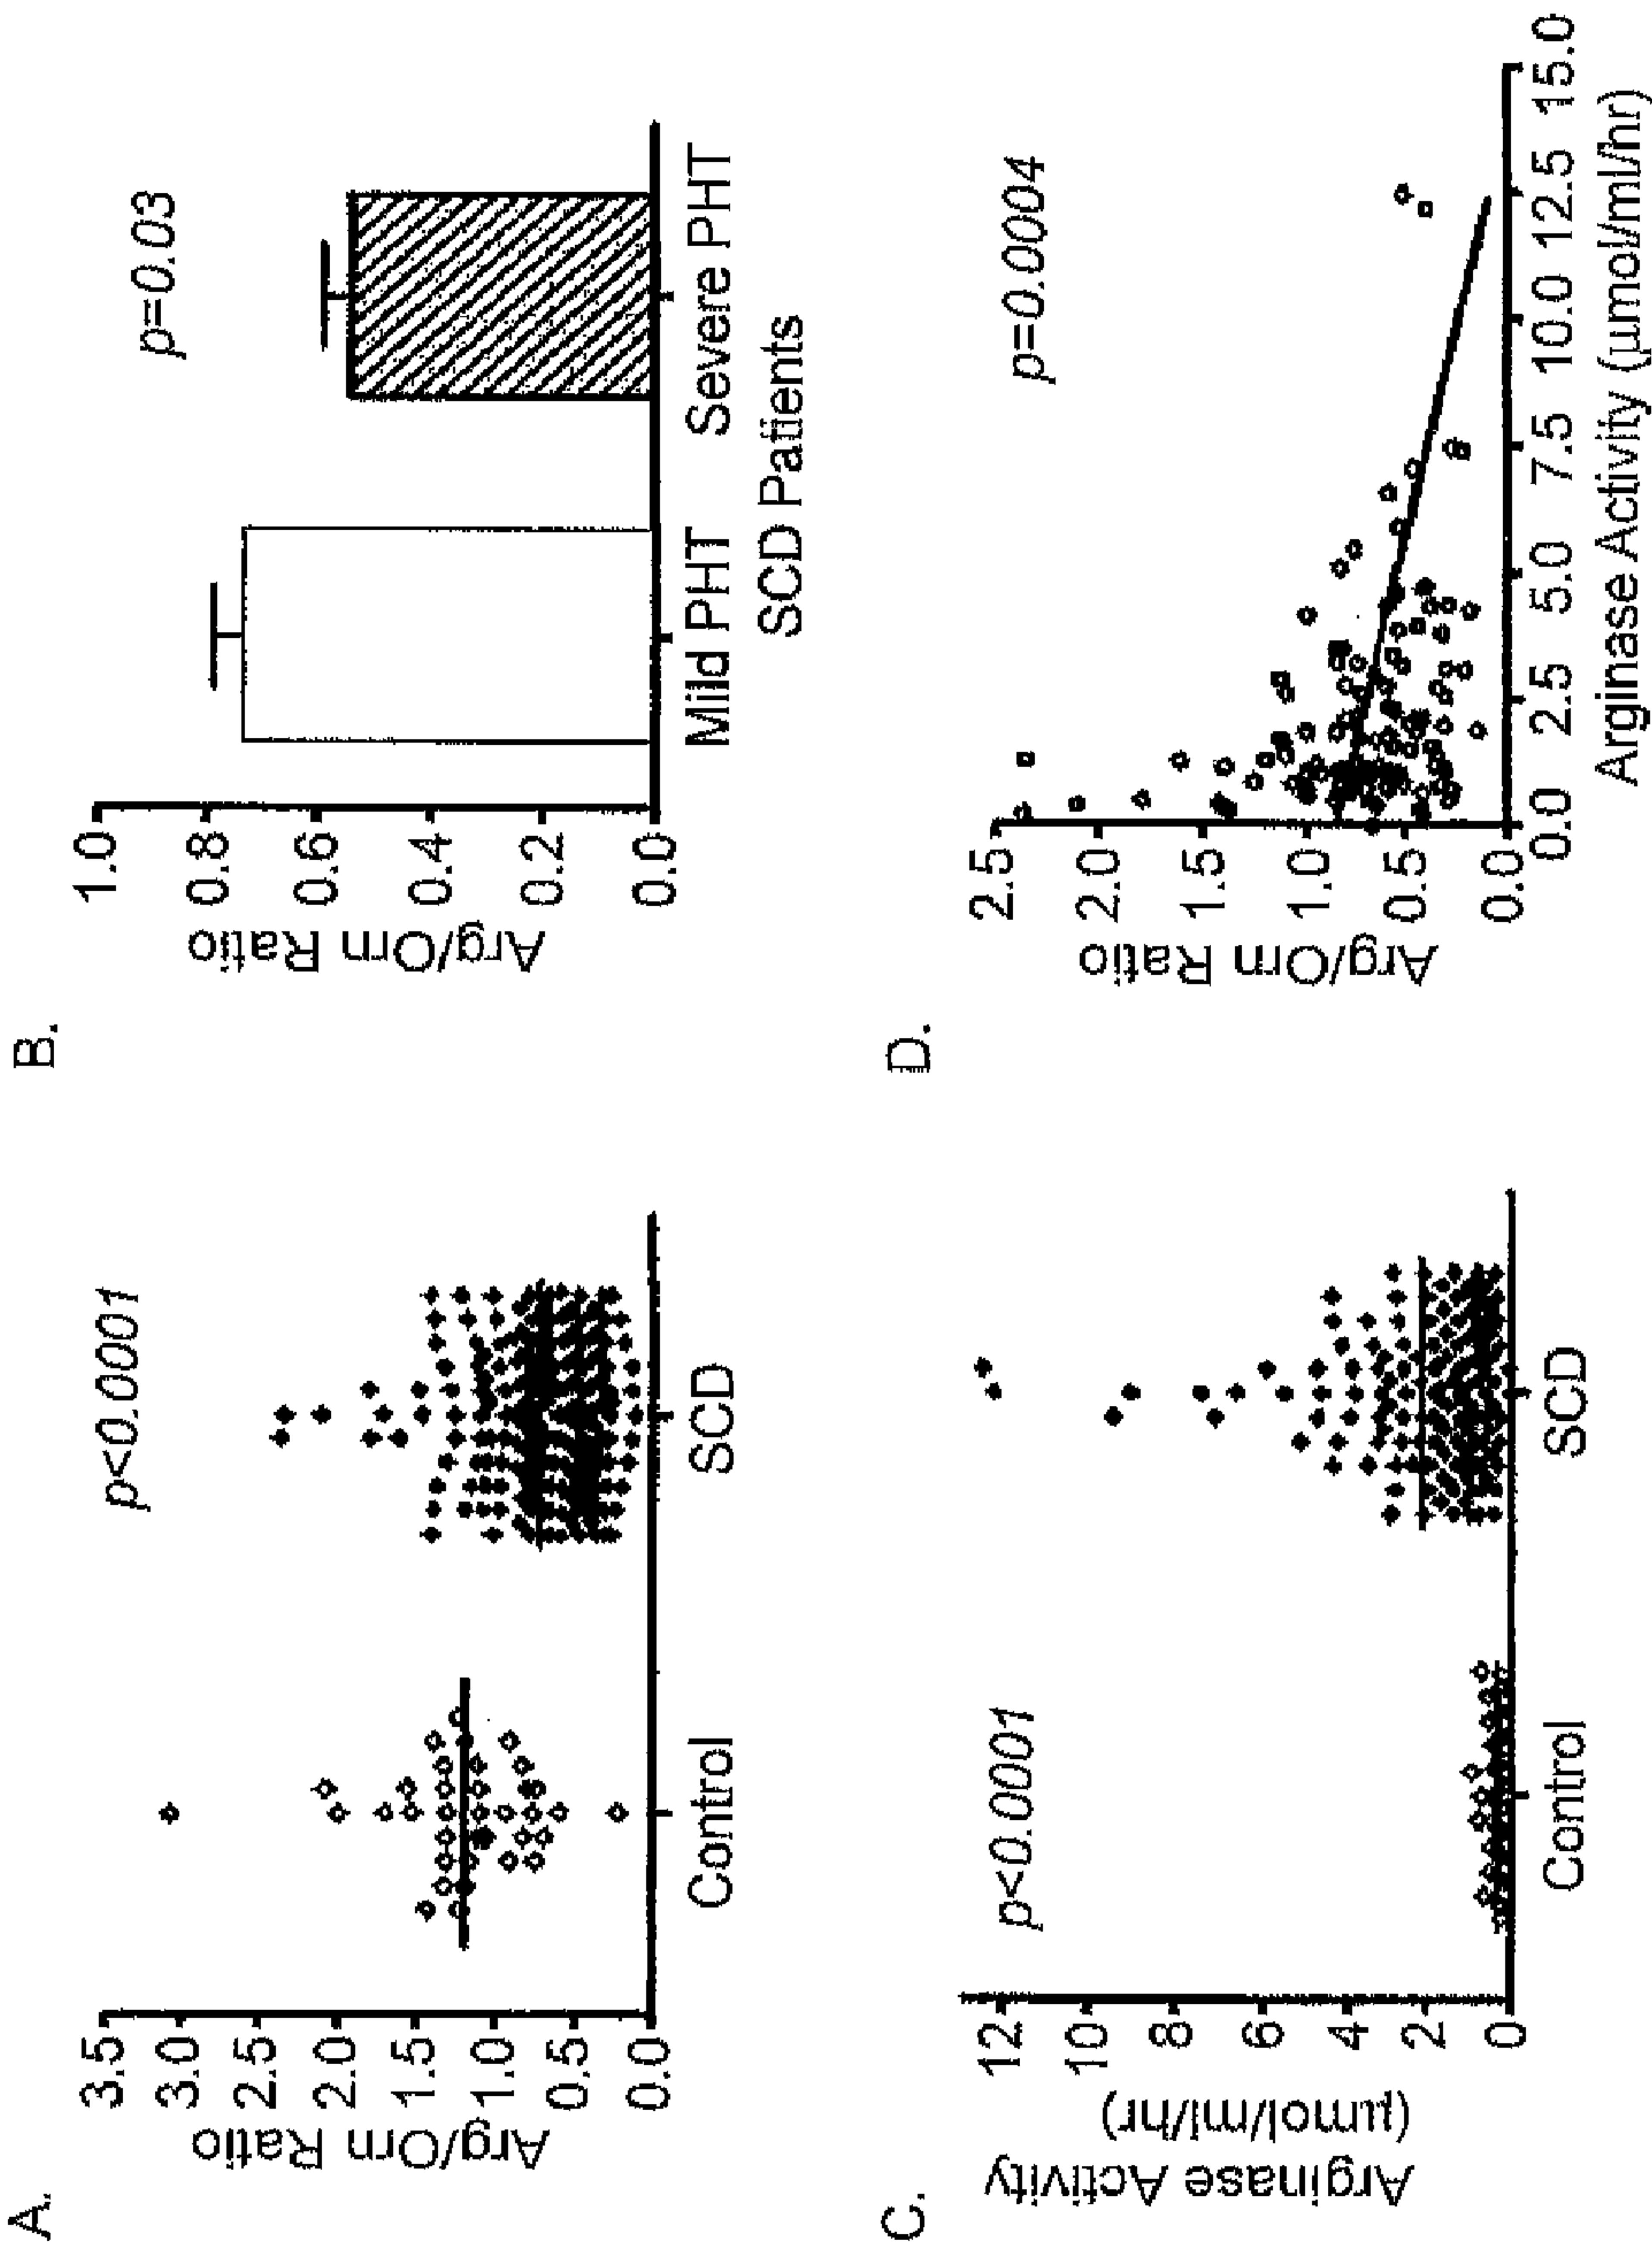 A.
Arg/Orn Ratio
3.5
3.0
2.5
2.0
1.5
1.0
0.5
0.0
p<0.0001
Control
SCD
B.
Arg/Orn Ratio
1.0
0.8
0.6
0.4
0.2
0.0
p=0.03
Mild PHT
Severe PHT
SCD Patients
C.
Arginase Activity
(µmol/ml/hr)
12
10
8
6
4
2
0
p<0.0001
Control
SCD
D.
Arg/Orn Ratio
2.5
2.0
1.5
1.0
0.5
0.0
p=0.0004
0.0 2.5 5.0 7.5 10.0 12.5 15.0
Arginase Activity (µmol/ml/hr)